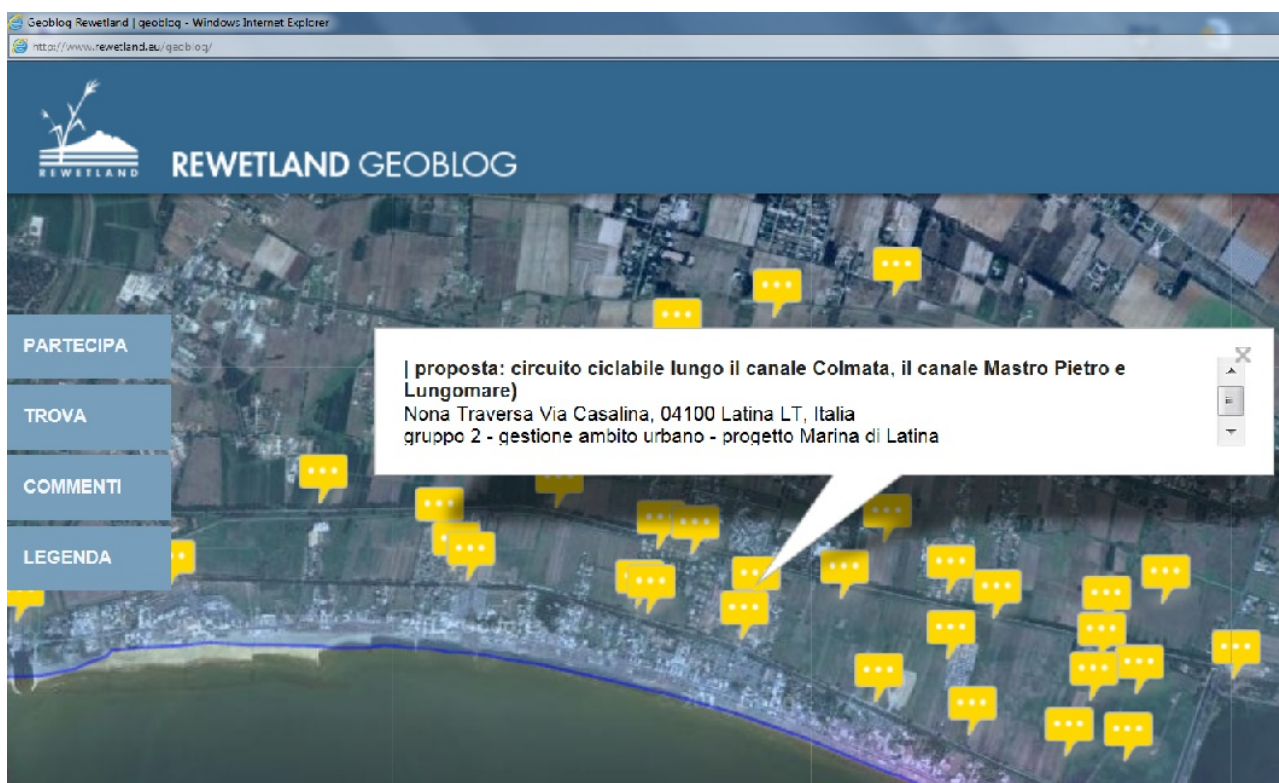 Geoblog Rewetland | geoblog - Windows Internet Explorer
http://www.rewetland.eu/geoblog/
REWETLAND
REWETLAND GEOBLOG
PARTECIPA
TROVA
COMMENTI
LEGENDA
| proposta: circuito ciclabile lungo il canale Colmata, il canale Mastro Pietro e
Lungomare)
Nona Traversa Via Casalina, 04100 Latina LT, Italia
gruppo 2 - gestione ambito urbano - progetto Marina di Latina